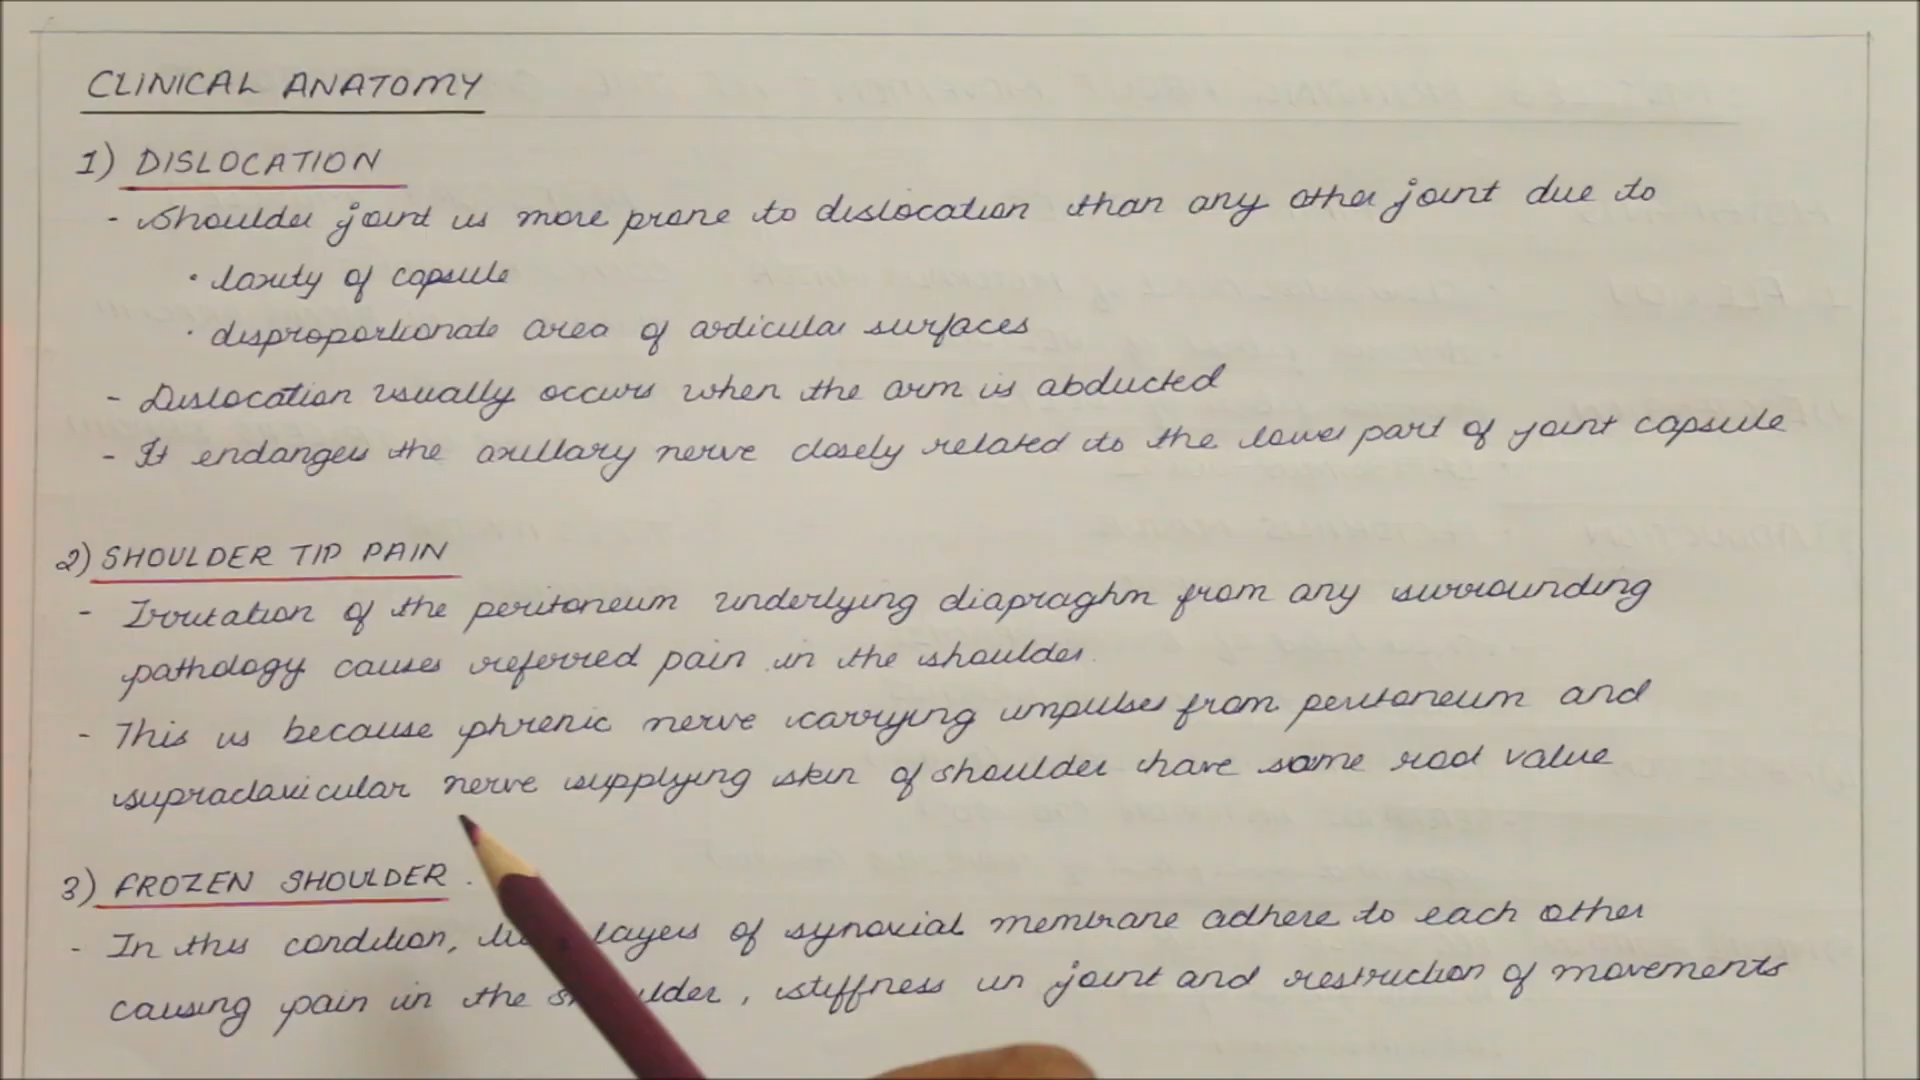 CLINICAL ANATOMY
1) DISLOCATION
- Shoulder joint is more prone to dislocation than any other joint due to
• laxity of capsule
• disproportionate area of articular surfaces
- Dislocation usually occurs when the arm is abducted
- It endangers the axillary nerve closely related to the lower part of joint capsule
2) SHOULDER TIP PAIN
- Irritation of the peritoneum underlying diapraghm from any surrounding
pathology causes referred pain in the shoulder.
- This is because phrenic nerve carrying impulses from peritoneum and
supraclavicular nerve supplying skin of shoulder have same root value
3) FROZEN SHOULDER.
- In this condition, layers of synovial membrane adhere to each other
causing pain in the shoulder, stiffness in joint and restriction of movements